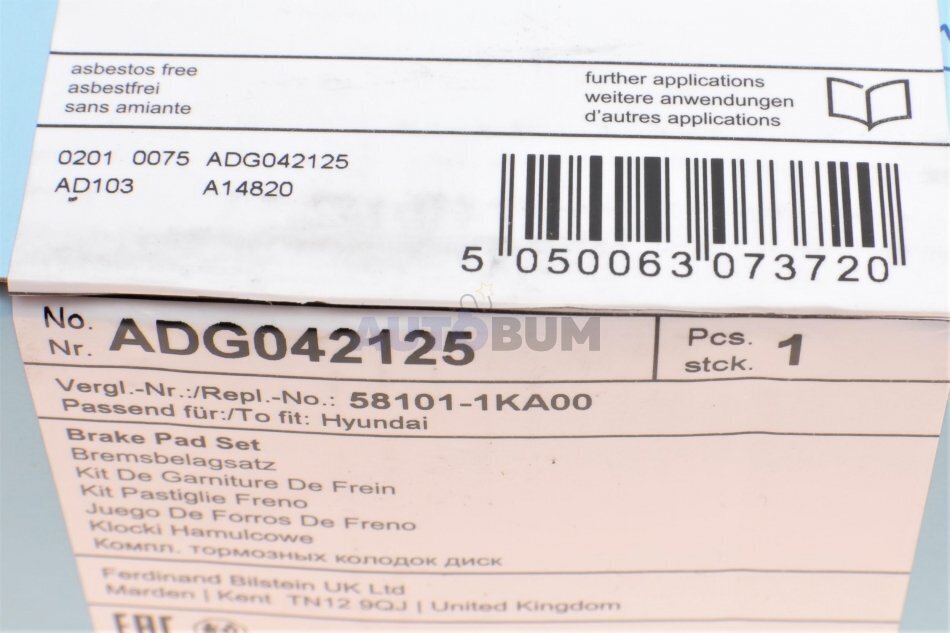 asbestos free
asbestfrei
sans amiante
further applications
weitere anwendungen
d'autres applications
0201 0075 ADG042125
AD103 A14820
5 050063 073720
AUTOBUM
No.
Nr. ADG042125
Pcs.
stck. 1
Vergl.-Nr.:/Repl.-No.: 58101-1KA00
Passend für:/To fit: Hyundai
Brake Pad Set
Bremsbelagsatz
Kit De Garniture De Frein
Kit Pastiglie Freno
Juego De Forros De Freno
Klocki Hamulcowe
Компл. тормозных колодок диск
Ferdinand Bilstein UK Ltd
Marden | Kent TN12 9QJ | United Kingdom
EAC